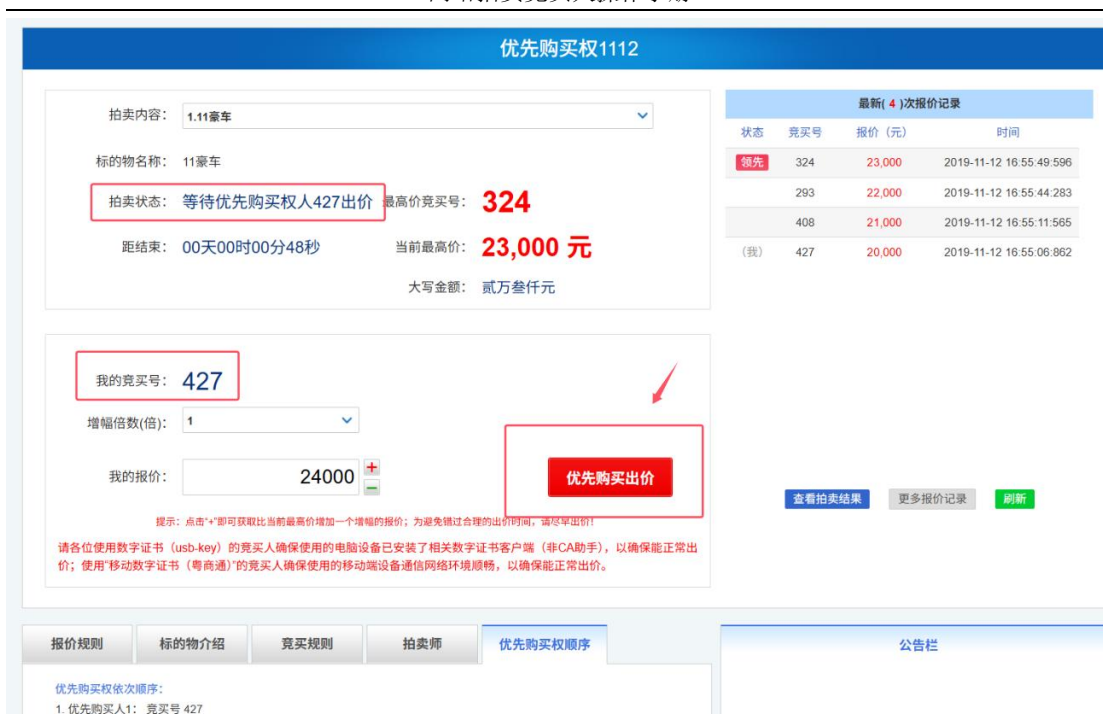 优先购买权1112
拍卖内容： 1.11豪车
标的物名称： 11豪车
拍卖状态： 等待优先购买权人427出价 最高价竞买号： 324
距结束： 00天00时00分48秒 当前最高价： 23,000 元
大写金额： 贰万叁仟元
最新( 4 )次报价记录
状态 竞买号 报价（元） 时间
领先 324 23,000 2019-11-12 16:55:49:596
293 22,000 2019-11-12 16:55:44:283
408 21,000 2019-11-12 16:55:11:565
（我） 427 20,000 2019-11-12 16:55:06:862
我的竞买号： 427
增幅倍数(倍)： 1
我的报价： 24000 + − 优先购买出价
提示：点击"+"即可获取比当前最高价增加一个增幅的报价；为避免错过合理的出价时间，请尽早出价!
请各位使用数字证书（usb-key）的竞买人确保使用的电脑设备已安装了相关数字证书客户端（非CA助手），以确保能正常出
价；使用"移动数字证书（粤商通）"的竞买人确保使用的移动端设备通信网络环境顺畅，以确保能正常出价。
查看拍卖结果 更多报价记录 刷新
报价规则 标的物介绍 竞买规则 拍卖师 优先购买权顺序 公告栏
优先购买权依次顺序：
1. 优先购买人1： 竞买号 427